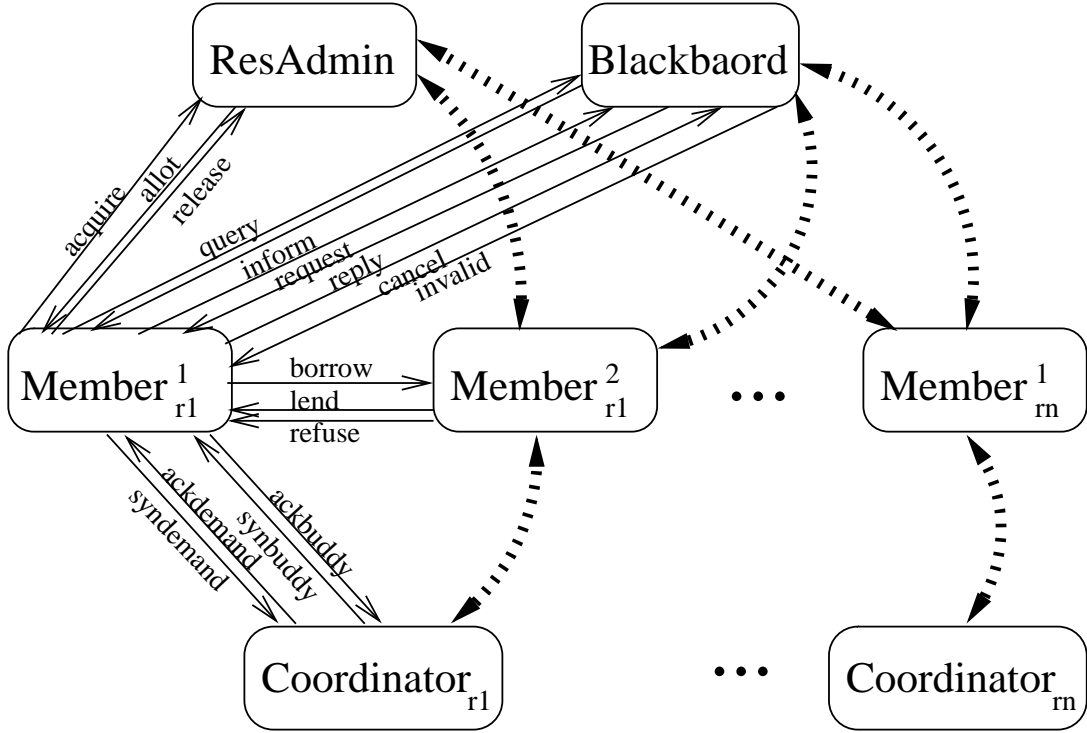 ResAdmin
Blackbaord
acquire
allot
release
query
inform
request
reply
cancel
invalid
Member 1 r1
borrow
lend
refuse
Member 2 r1
...
Member 1 rn
syndemand
ackdemand
synbuddy
ackbuddy
Coordinator r1
...
Coordinator rn